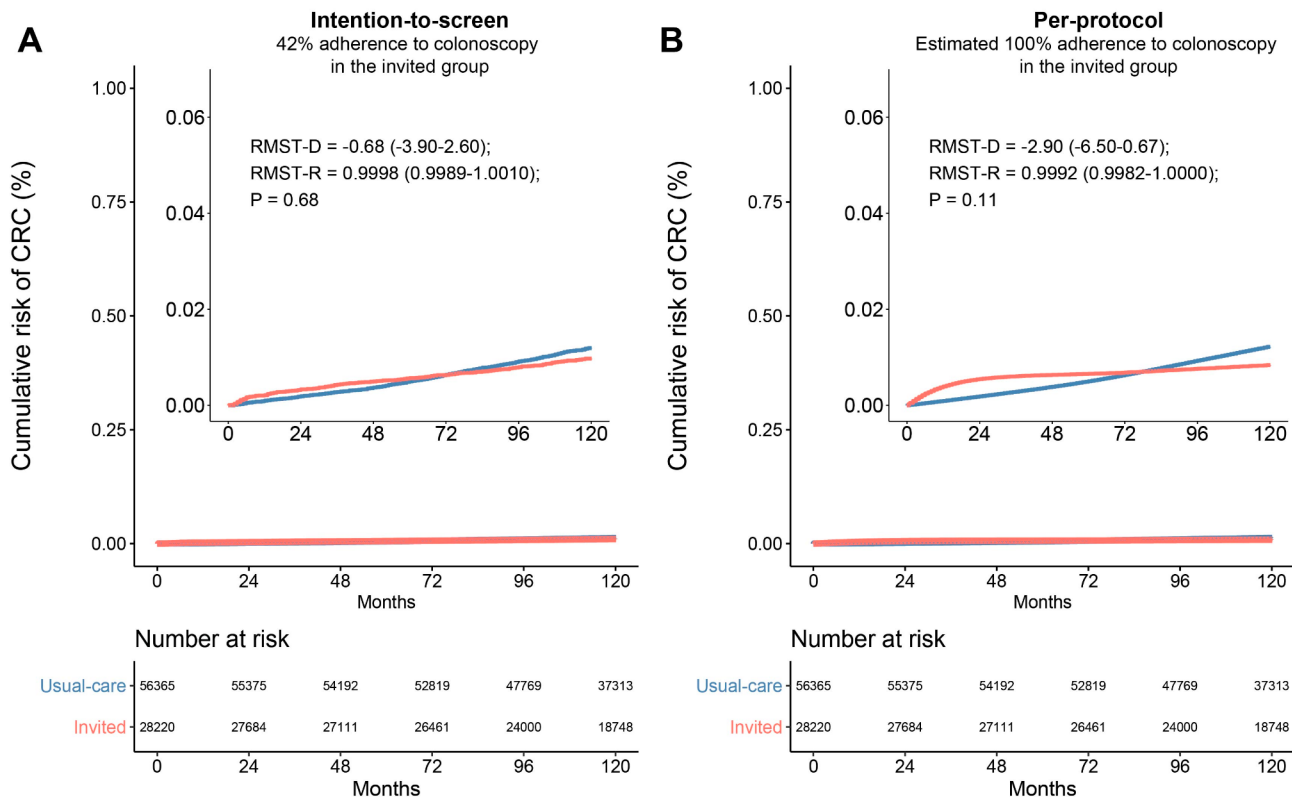 A
Intention-to-screen
42% adherence to colonoscopy
in the invited group
Cumulative risk of CRC (%)
1.00
0.75
0.50
0.25
0.00
0.06
0.04
0.02
0.00
RMST-D = -0.68 (-3.90-2.60);
RMST-R = 0.9998 (0.9989-1.0010);
P = 0.68
0 24 48 72 96 120
0 24 48 72 96 120
Months
Number at risk
Usual-care 56365 55375 54192 52819 47769 37313
Invited 28220 27684 27111 26461 24000 18748
0 24 48 72 96 120
Months
B
Per-protocol
Estimated 100% adherence to colonoscopy
in the invited group
Cumulative risk of CRC (%)
1.00
0.75
0.50
0.25
0.00
0.06
0.04
0.02
0.00
RMST-D = -2.90 (-6.50-0.67);
RMST-R = 0.9992 (0.9982-1.0000);
P = 0.11
0 24 48 72 96 120
0 24 48 72 96 120
Months
Number at risk
Usual-care 56365 55375 54192 52819 47769 37313
Invited 28220 27684 27111 26461 24000 18748
0 24 48 72 96 120
Months